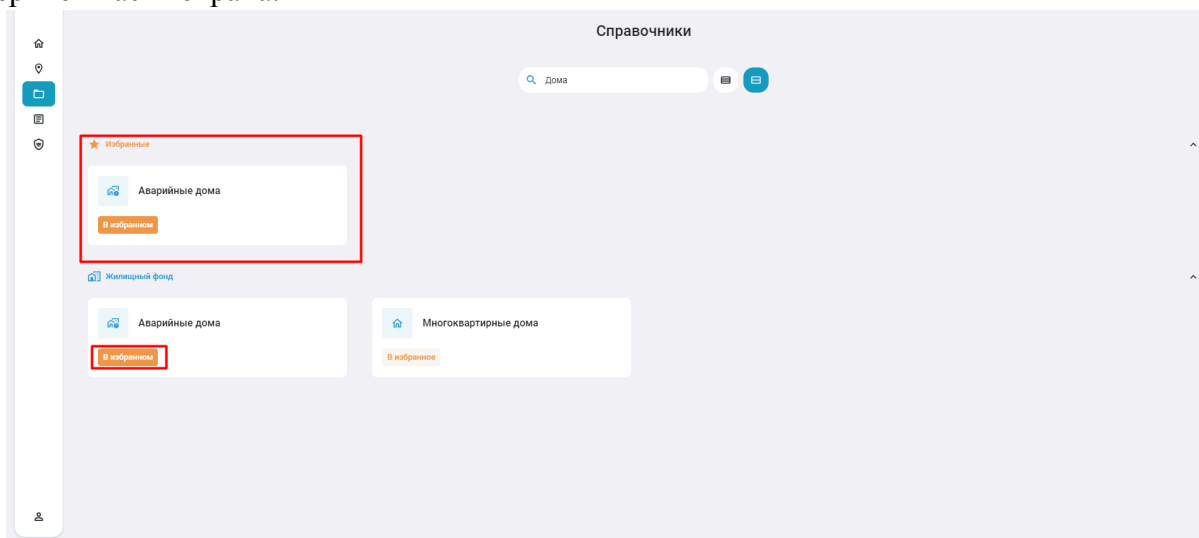 Справочники
Дома
Избранные
Аварийные дома
В избранном
Жилищный фонд
Аварийные дома
Многоквартирные дома
В избранном
В избранное